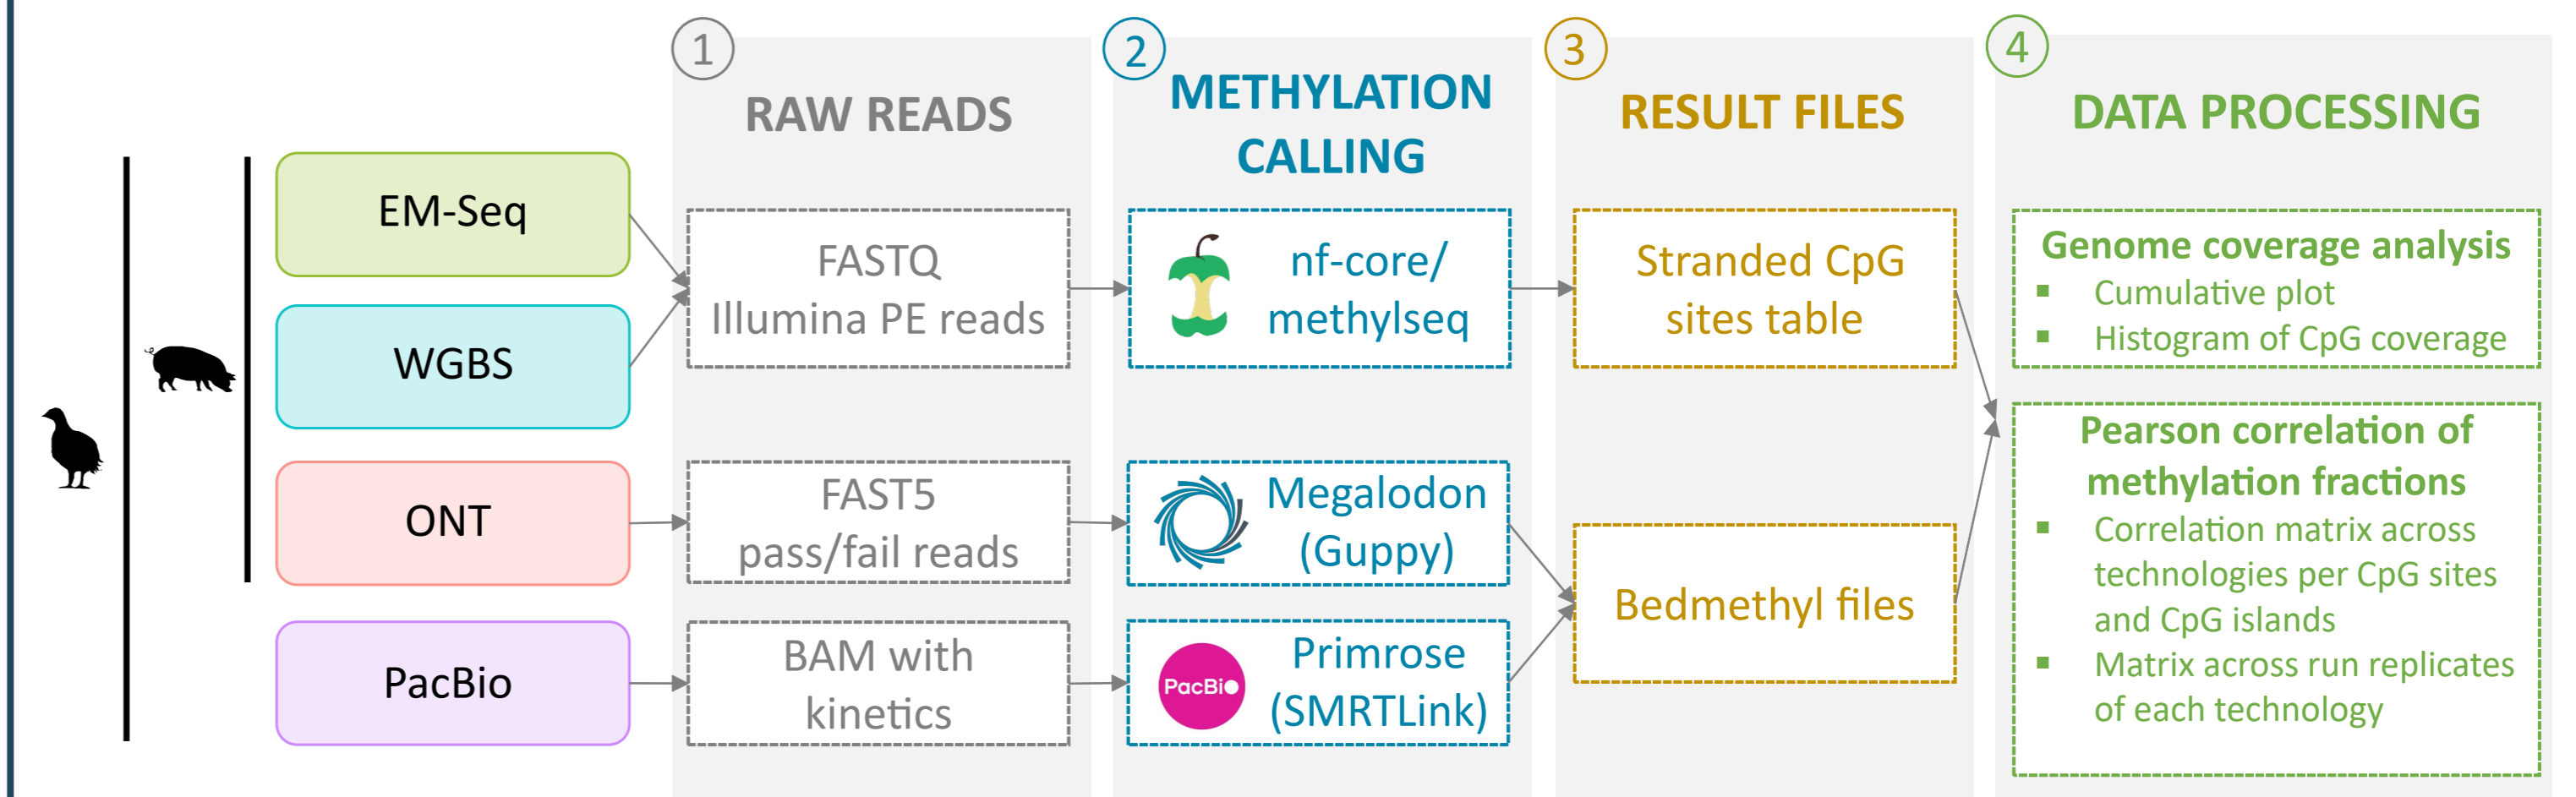 1
RAW READS
2
METHYLATION
CALLING
3
RESULT FILES
4
DATA PROCESSING
EM-Seq
WGBS
ONT
PacBio
FASTQ
Illumina PE reads
FAST5
pass/fail reads
BAM with
kinetics
nf-core/
methylseq
Megalodon
(Guppy)
PacBio
Primrose
(SMRTLink)
Stranded CpG
sites table
Bedmethyl files
Genome coverage analysis
▪ Cumulative plot
▪ Histogram of CpG coverage
Pearson correlation of
methylation fractions
▪ Correlation matrix across
technologies per CpG sites
and CpG islands
▪ Matrix across run replicates
of each technology